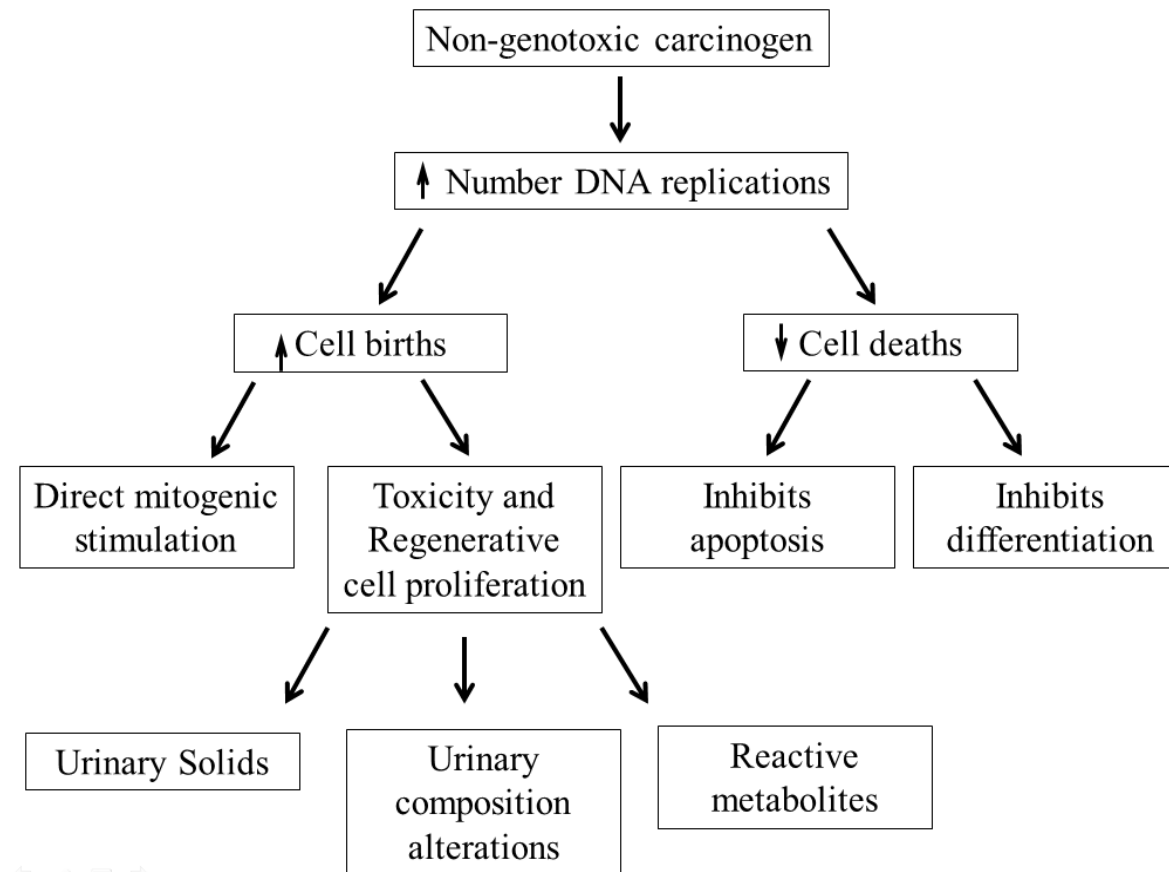 Non-genotoxic carcinogen
↑ Number DNA replications
↑ Cell births
↓ Cell deaths
Direct mitogenic
stimulation
Toxicity and
Regenerative
cell proliferation
Inhibits
apoptosis
Inhibits
differentiation
Urinary Solids
Urinary
composition
alterations
Reactive
metabolites